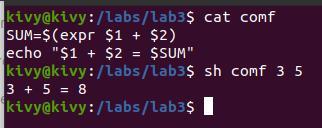 kivy@kivy:/labs/lab3$ cat comf
SUM=$(expr $1 + $2)
echo "$1 + $2 = $SUM"
kivy@kivy:/labs/lab3$ sh comf 3 5
3 + 5 = 8
kivy@kivy:/labs/lab3$